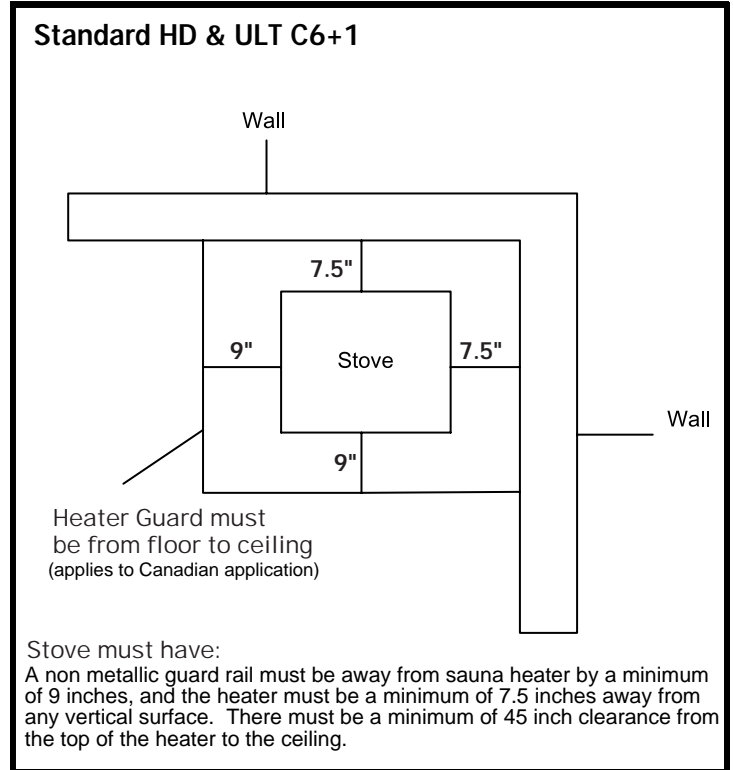 Standard HD & ULT C6+1
Wall
7.5"
9"
Stove
7.5"
Wall
9"
Heater Guard must
be from floor to ceiling
(applies to Canadian application)
Stove must have:
A non metallic guard rail must be away from sauna heater by a minimum
of 9 inches, and the heater must be a minimum of 7.5 inches away from
any vertical surface.  There must be a minimum of 45 inch clearance from
the top of the heater to the ceiling.